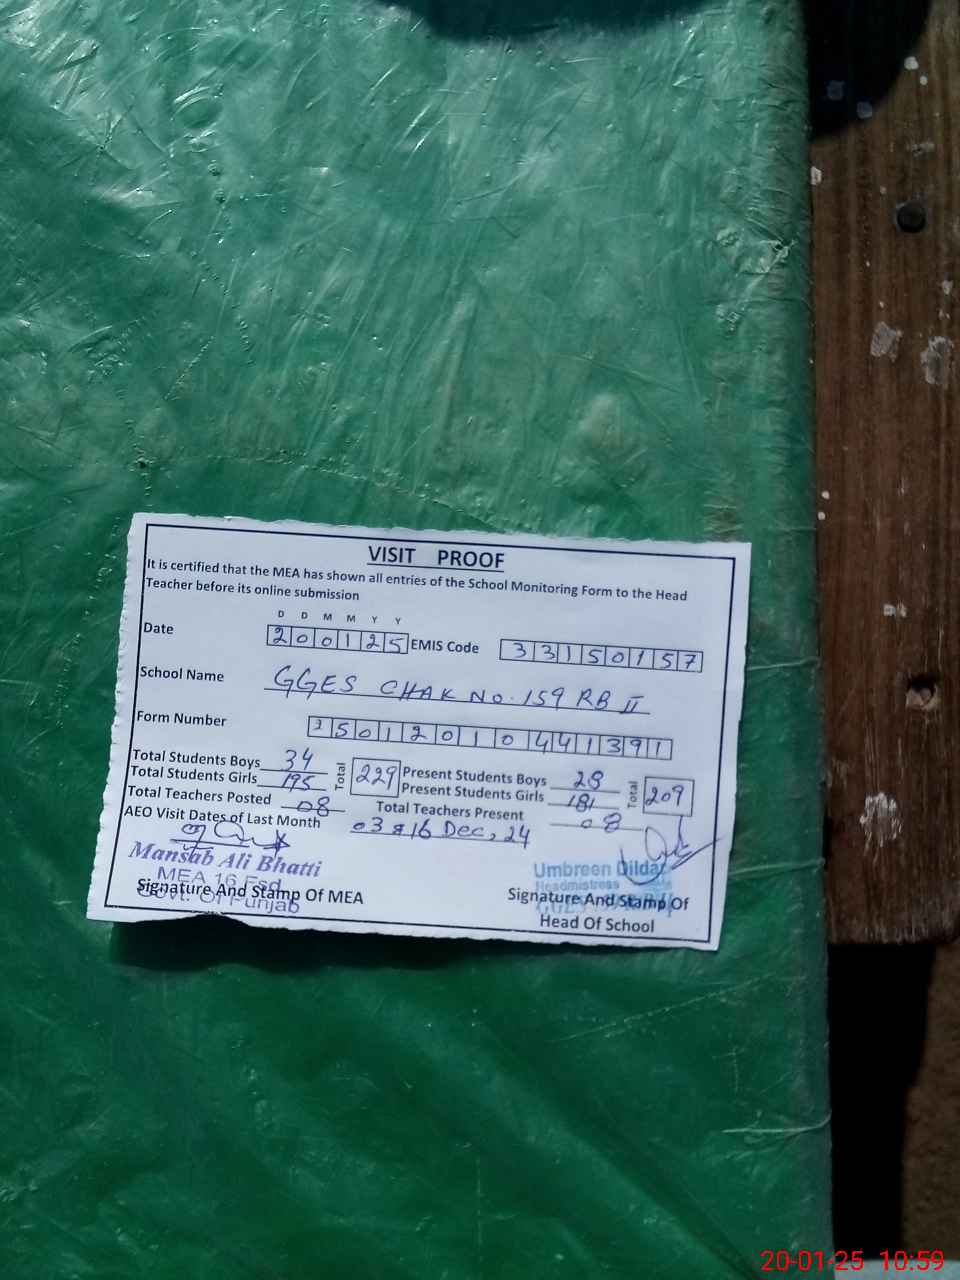 VISIT PROOF
It is certified that the MEA has shown all entries of the School Monitoring Form to the Head
Teacher before its online submission
D D M M Y Y
Date 200125 EMIS Code 33150157
School Name GGES CHAK No. 159 RB II
Form Number 35012010441391
Total Students Boys 34 Total 229 Present Students Boys 28 Total 209
Total Students Girls 195 Present Students Girls 181
Total Teachers Posted 08 Total Teachers Present 08
AEO Visit Dates of Last Month 03 & 16 Dec, 24
Mansab Ali Bhatti
MEA 16 Fsd
Govt. Of Punjab
Signature And Stamp Of MEA
Umbreen Dildar
Headmistress
GGES
Signature And Stamp Of
Head Of School
20-01-25 10:59